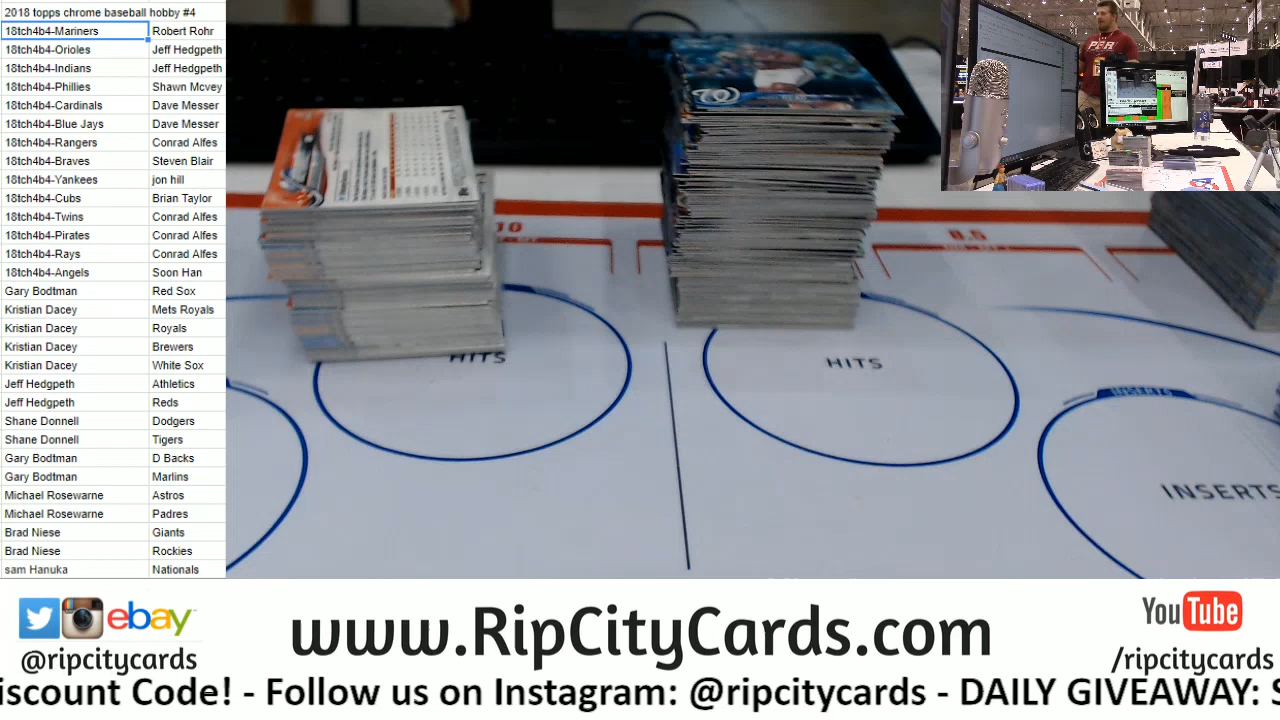 2018 topps chrome baseball hobby #4
18tch4b4-Mariners Robert Rohr
18tch4b4-Orioles Jeff Hedgpeth
18tch4b4-Indians Jeff Hedgpeth
18tch4b4-Phillies Shawn Mcvey
18tch4b4-Cardinals Dave Messer
18tch4b4-Blue Jays Dave Messer
18tch4b4-Rangers Conrad Alfes
18tch4b4-Braves Steven Blair
18tch4b4-Yankees jon hill
18tch4b4-Cubs Brian Taylor
18tch4b4-Twins Conrad Alfes
18tch4b4-Pirates Conrad Alfes
18tch4b4-Rays Conrad Alfes
18tch4b4-Angels Soon Han
Gary Bodtman Red Sox
Kristian Dacey Mets Royals
Kristian Dacey Royals
Kristian Dacey Brewers
Kristian Dacey White Sox
Jeff Hedgpeth Athletics
Jeff Hedgpeth Reds
Shane Donnell Dodgers
Shane Donnell Tigers
Gary Bodtman D Backs
Gary Bodtman Marlins
Michael Rosewarne Astros
Michael Rosewarne Padres
Brad Niese Giants
Brad Niese Rockies
sam Hanuka Nationals
10
9.5
HITS
HITS
INSERTS
INSERTS
ebay
@ripcitycards
www.RipCityCards.com
YouTube
/ripcitycards
iscount Code! - Follow us on Instagram: @ripcitycards - DAILY GIVEAWAY: S